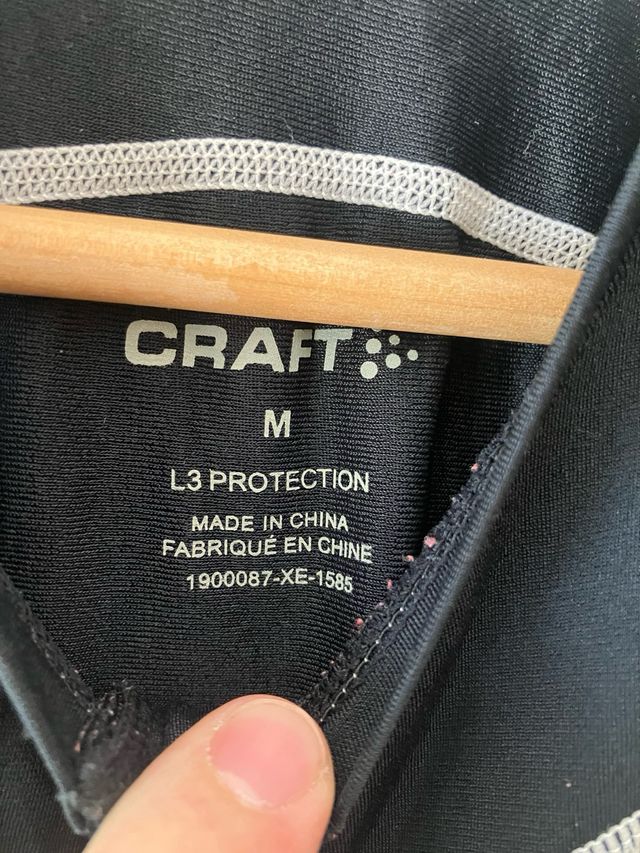 CRAFT
M
L3 PROTECTION
MADE IN CHINA
FABRIQUÉ EN CHINE
1900087-XE-1585